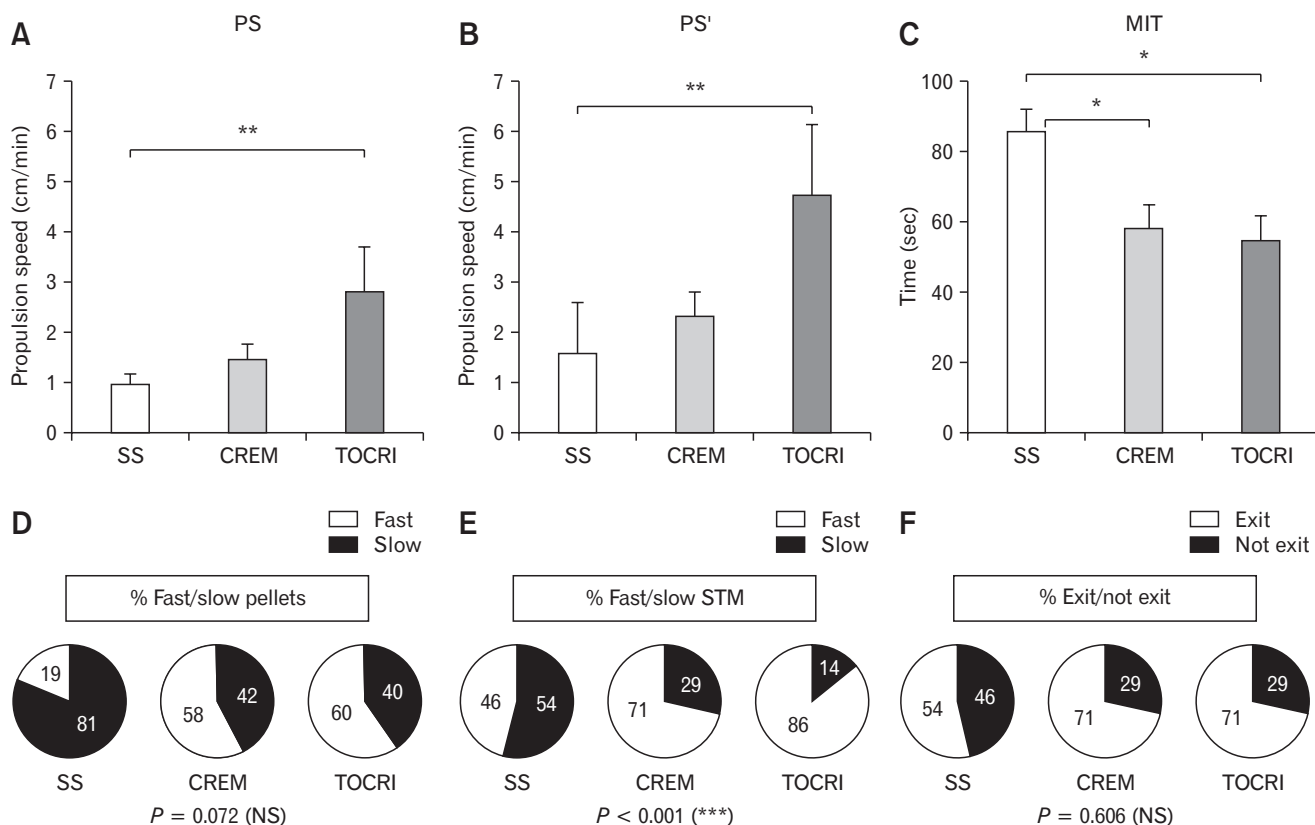 A
PS
Propulsion speed (cm/min)
7
6
5
4
3
2
1
0
**
SS CREM TOCRI
B
PS'
Propulsion speed (cm/min)
7
6
5
4
3
2
1
0
**
SS CREM TOCRI
C
MIT
Time (sec)
100
80
60
40
20
0
*
*
SS CREM TOCRI
D
Fast
Slow
% Fast/slow pellets
19 81
58 42
60 40
SS CREM TOCRI
P = 0.072 (NS)
E
Fast
Slow
% Fast/slow STM
46 54
71 29
86 14
SS CREM TOCRI
P < 0.001 (***)
F
Exit
Not exit
% Exit/not exit
54 46
71 29
71 29
SS CREM TOCRI
P = 0.606 (NS)